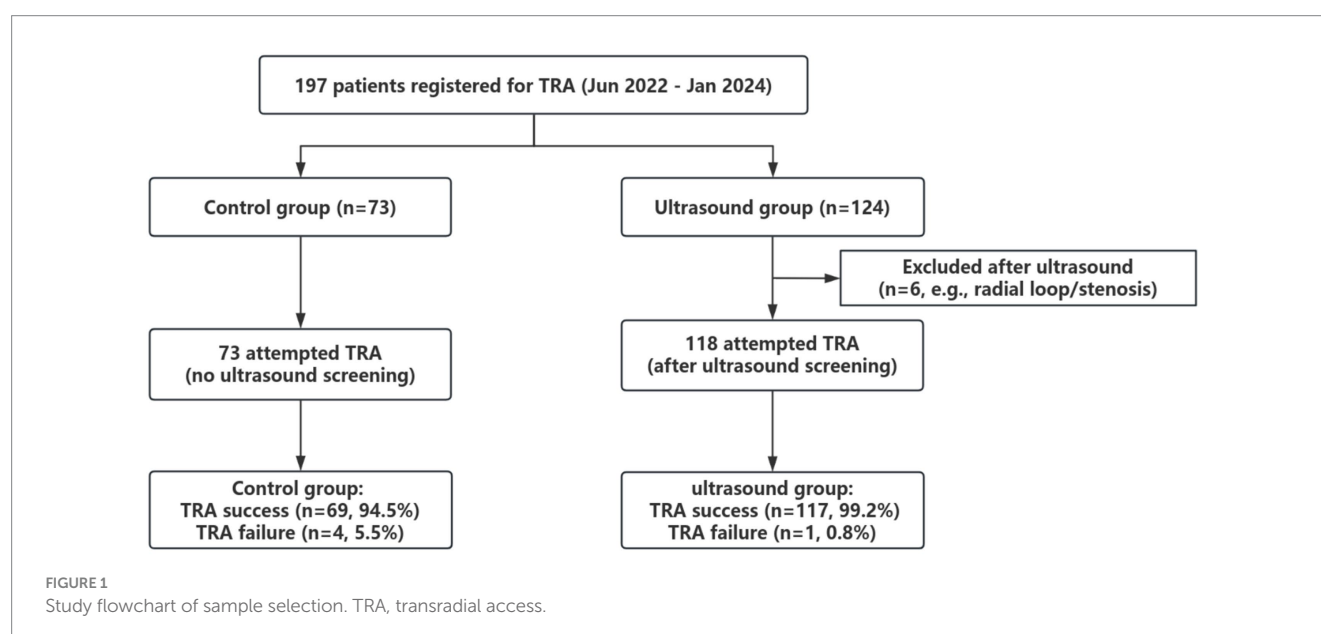 197 patients registered for TRA (Jun 2022 - Jan 2024)
Control group (n=73)
Ultrasound group (n=124)
Excluded after ultrasound
(n=6, e.g., radial loop/stenosis)
73 attempted TRA
(no ultrasound screening)
118 attempted TRA
(after ultrasound screening)
Control group:
TRA success (n=69, 94.5%)
TRA failure (n=4, 5.5%)
ultrasound group:
TRA success (n=117, 99.2%)
TRA failure (n=1, 0.8%)
FIGURE 1
Study flowchart of sample selection. TRA, transradial access.